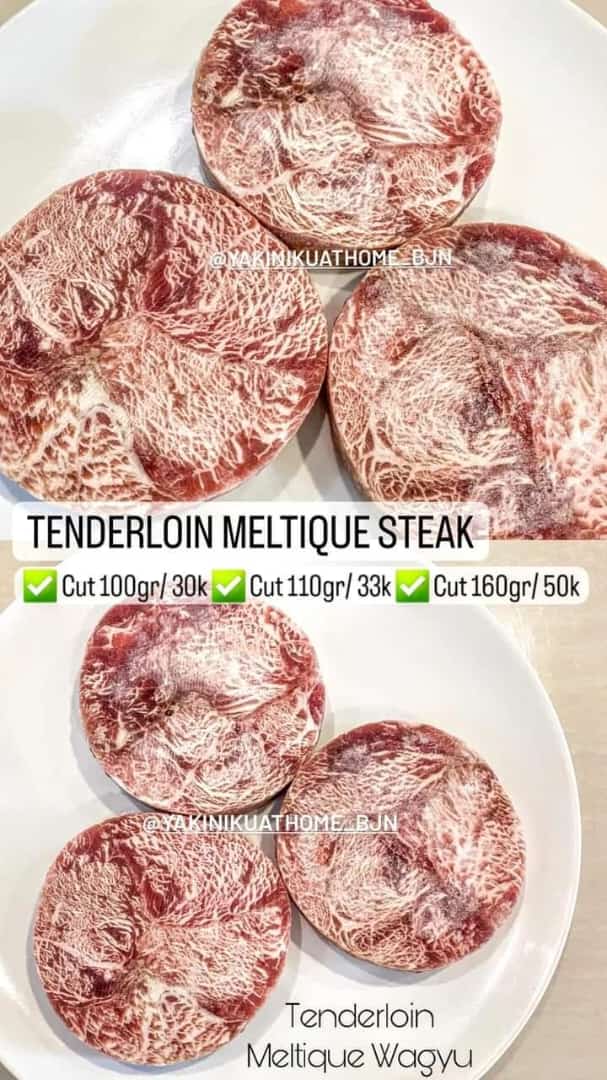 @YAKINIKUATHOME_BJN
TENDERLOIN MELTIQUE STEAK
✅ Cut 100gr/ 30k ✅ Cut 110gr/ 33k ✅ Cut 160gr/ 50k
@YAKINIKUATHOME_BJN
Tenderloin
Meltique Wagyu